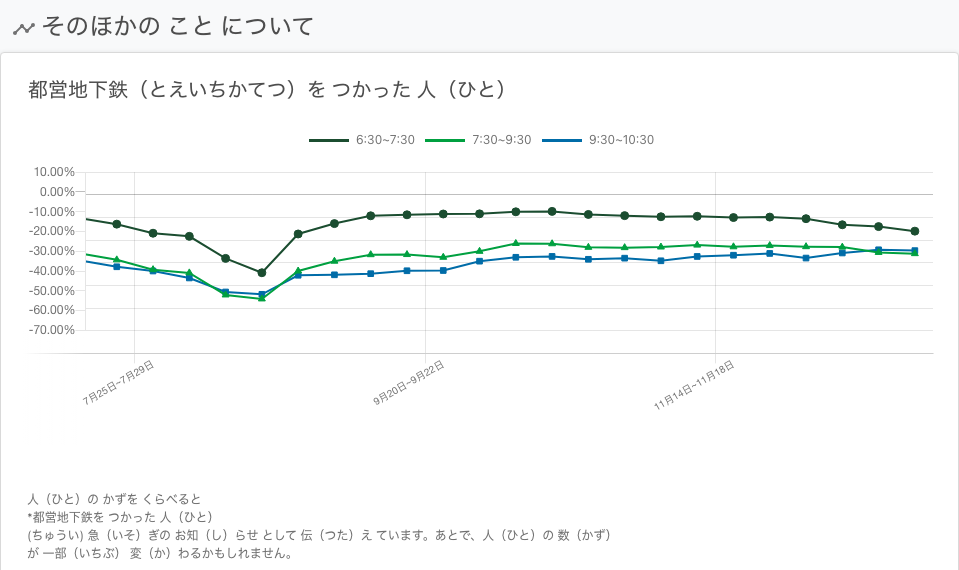 そのほかの こと について
都営地下鉄（とえいちかてつ）を つかった 人（ひと）
6:30~7:30 7:30~9:30 9:30~10:30
10.00%
0.00%
-10.00%
-20.00%
-30.00%
-40.00%
-50.00%
-60.00%
-70.00%
7月25日~7月29日 9月20日~9月22日 11月14日~11月18日
人（ひと）の かずを くらべると
*都営地下鉄を つかった 人（ひと）
(ちゅうい) 急（いそ）ぎの お知（し）らせ として 伝（つた）え ています。あとで、人（ひと）の 数（かず）
が 一部（いちぶ） 変（か）わるかもしれません。